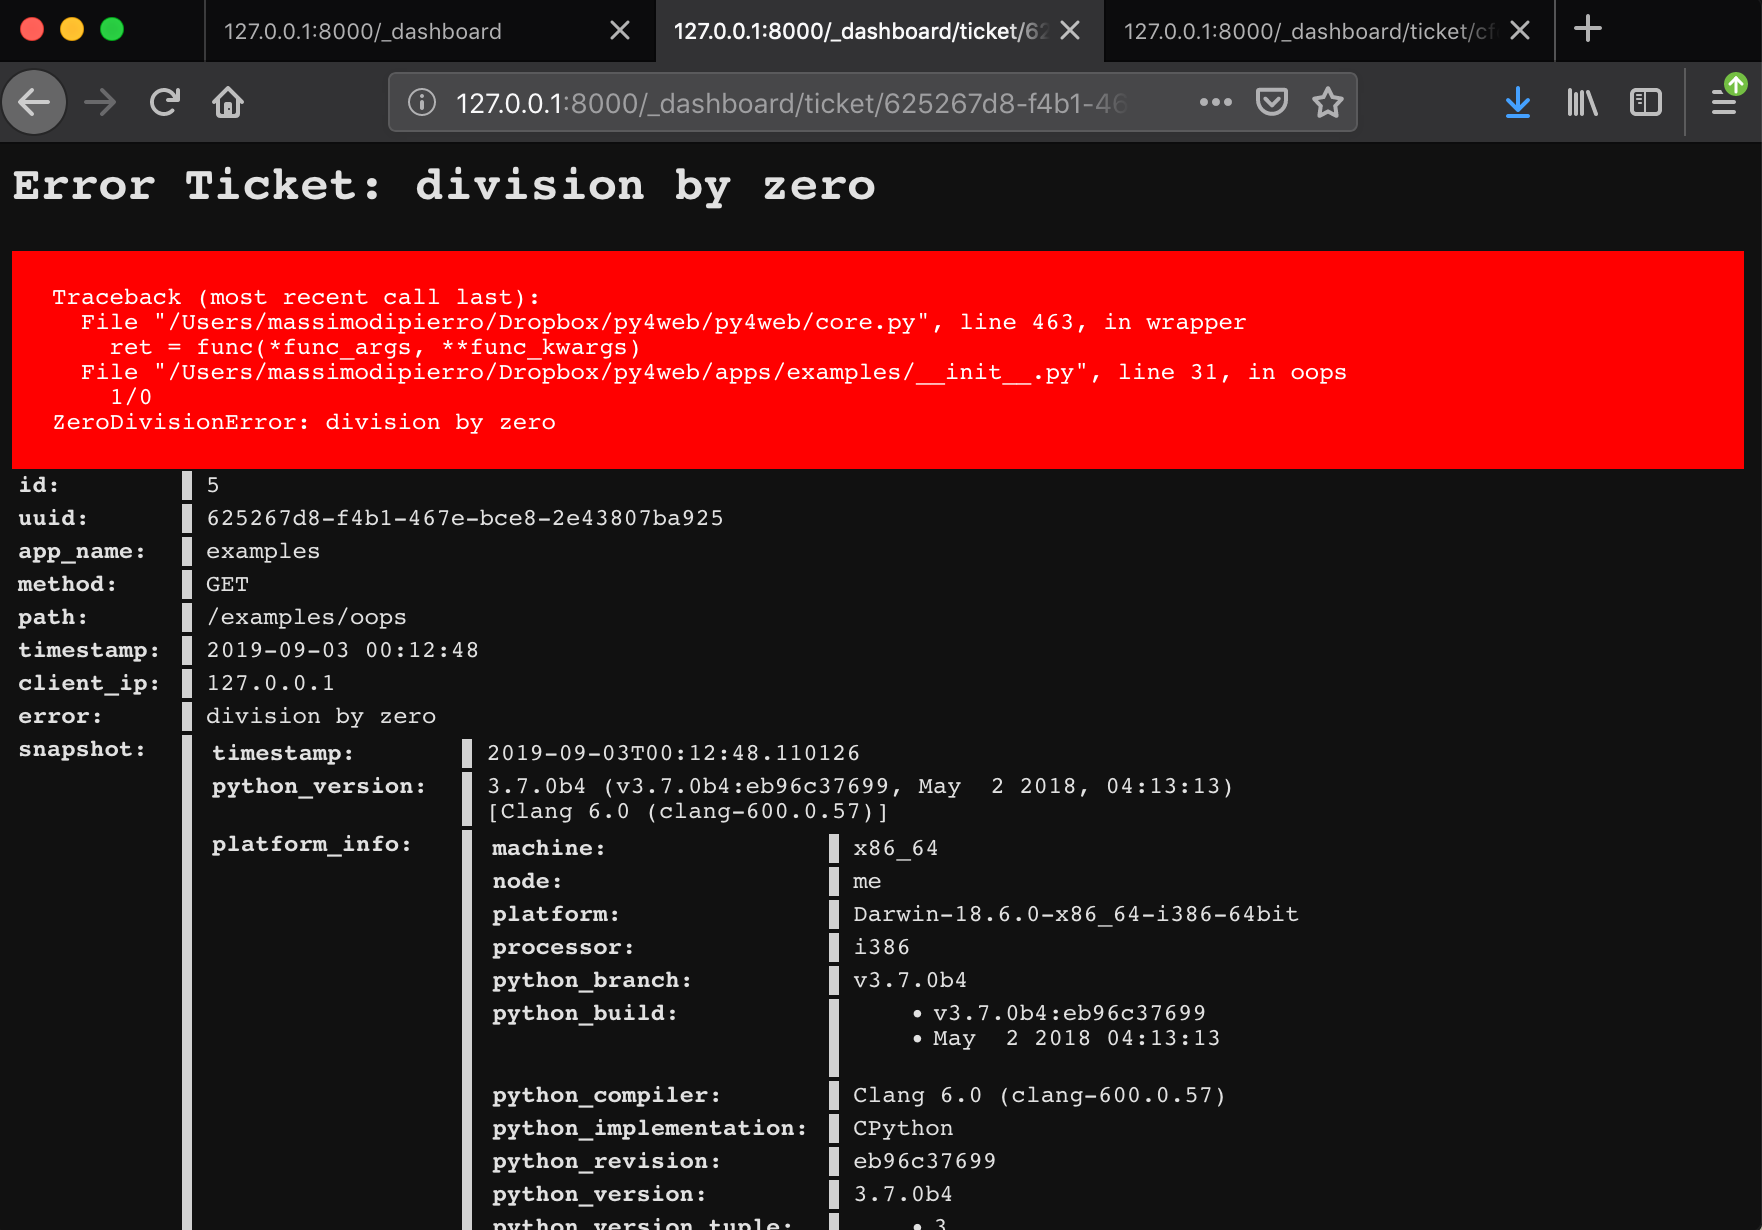 127.0.0.1:8000/_dashboard
127.0.0.1:8000/_dashboard/ticket/62
127.0.0.1:8000/_dashboard/ticket/cf
127.0.0.1:8000/_dashboard/ticket/625267d8-f4b1-46
Error Ticket: division by zero
Traceback (most recent call last):
File "/Users/massimodipierro/Dropbox/py4web/py4web/core.py", line 463, in wrapper
ret = func(*func_args, **func_kwargs)
File "/Users/massimodipierro/Dropbox/py4web/apps/examples/__init__.py", line 31, in oops
1/0
ZeroDivisionError: division by zero
id: 5
uuid: 625267d8-f4b1-467e-bce8-2e43807ba925
app_name: examples
method: GET
path: /examples/oops
timestamp: 2019-09-03 00:12:48
client_ip: 127.0.0.1
error: division by zero
snapshot: timestamp: 2019-09-03T00:12:48.110126
python_version: 3.7.0b4 (v3.7.0b4:eb96c37699, May  2 2018, 04:13:13)
[Clang 6.0 (clang-600.0.57)]
platform_info: machine: x86_64
node: me
platform: Darwin-18.6.0-x86_64-i386-64bit
processor: i386
python_branch: v3.7.0b4
python_build: • v3.7.0b4:eb96c37699
• May  2 2018 04:13:13
python_compiler: Clang 6.0 (clang-600.0.57)
python_implementation: CPython
python_revision: eb96c37699
python_version: 3.7.0b4
python_version_tuple: • 3